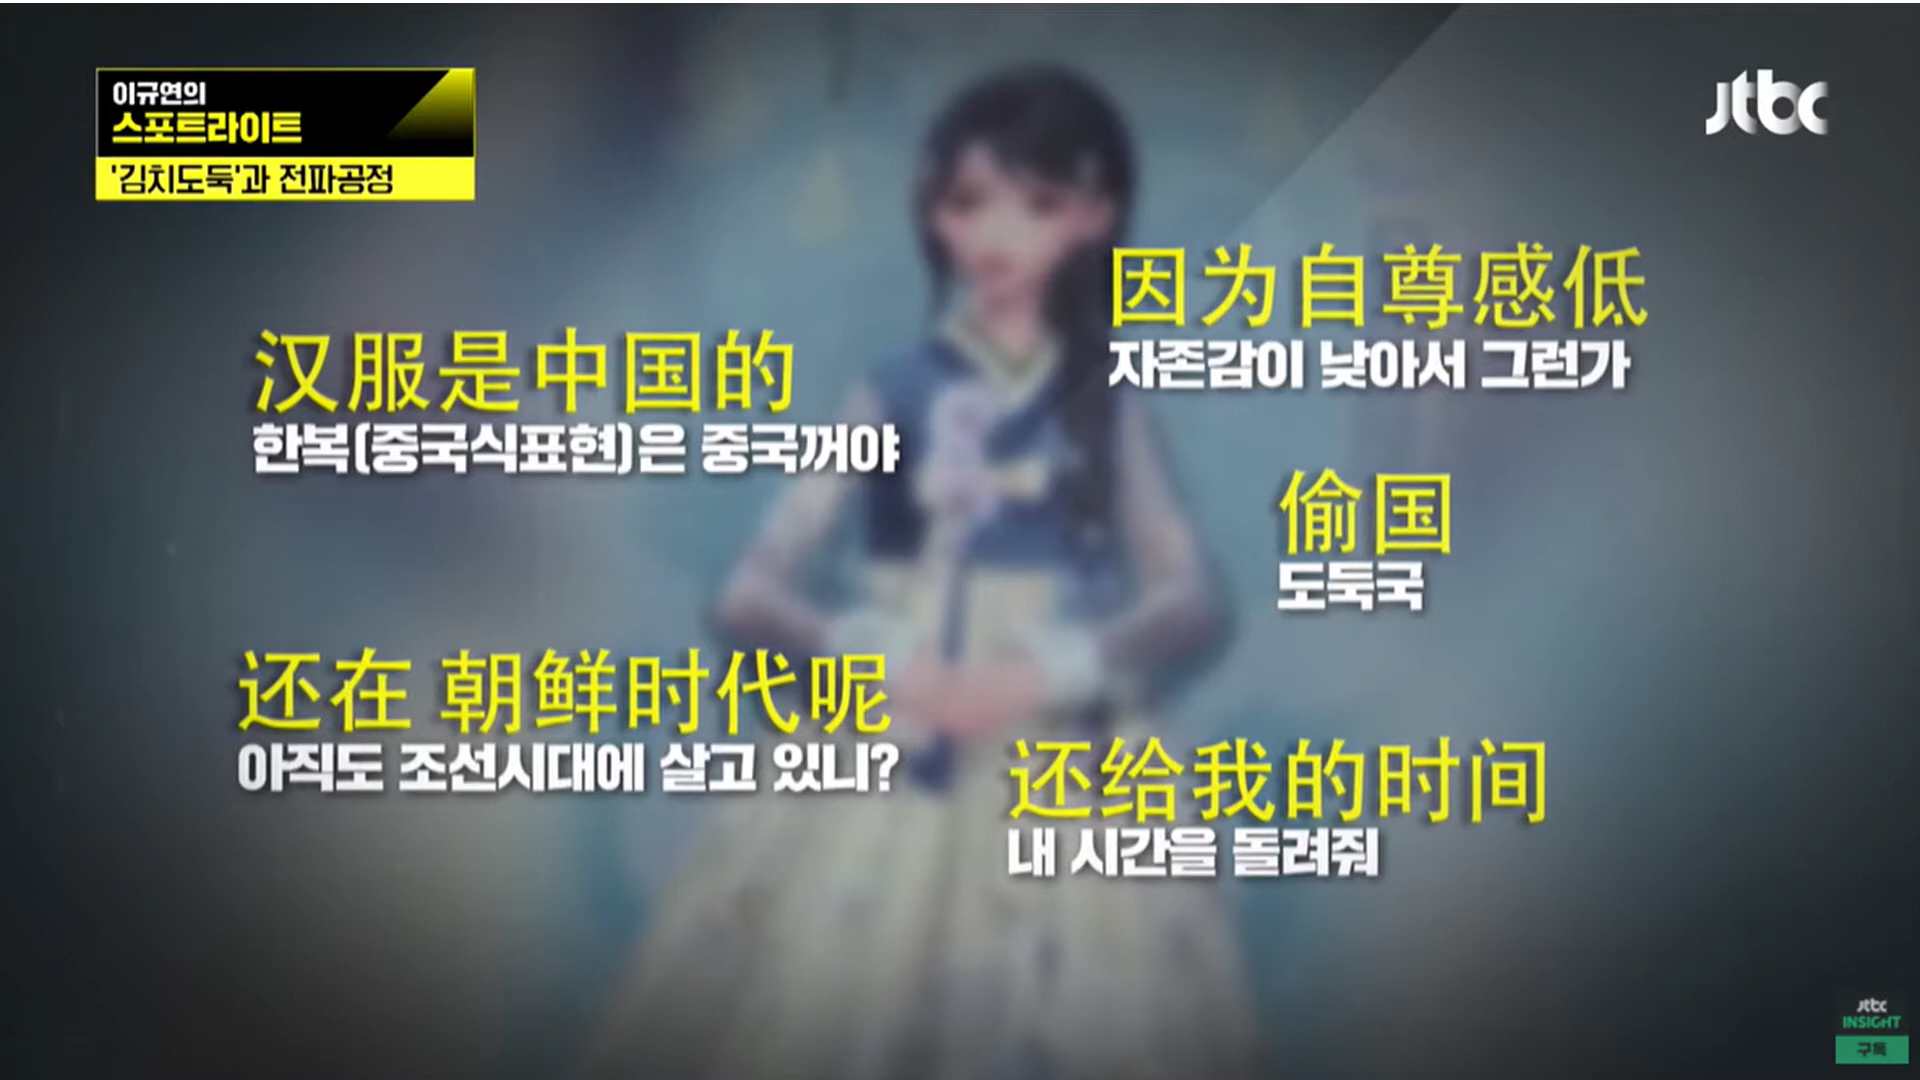 이규연의
스포트라이트
'김치도둑'과 전파공정
jtbc
因为自尊感低
자존감이 낮아서 그런가
汉服是中国的
한복(중국식표현)은 중국꺼야
偷国
도둑국
还在 朝鲜时代呢
아직도 조선시대에 살고 있니?
还给我的时间
내 시간을 돌려줘
jtbc
INSIGHT
구독